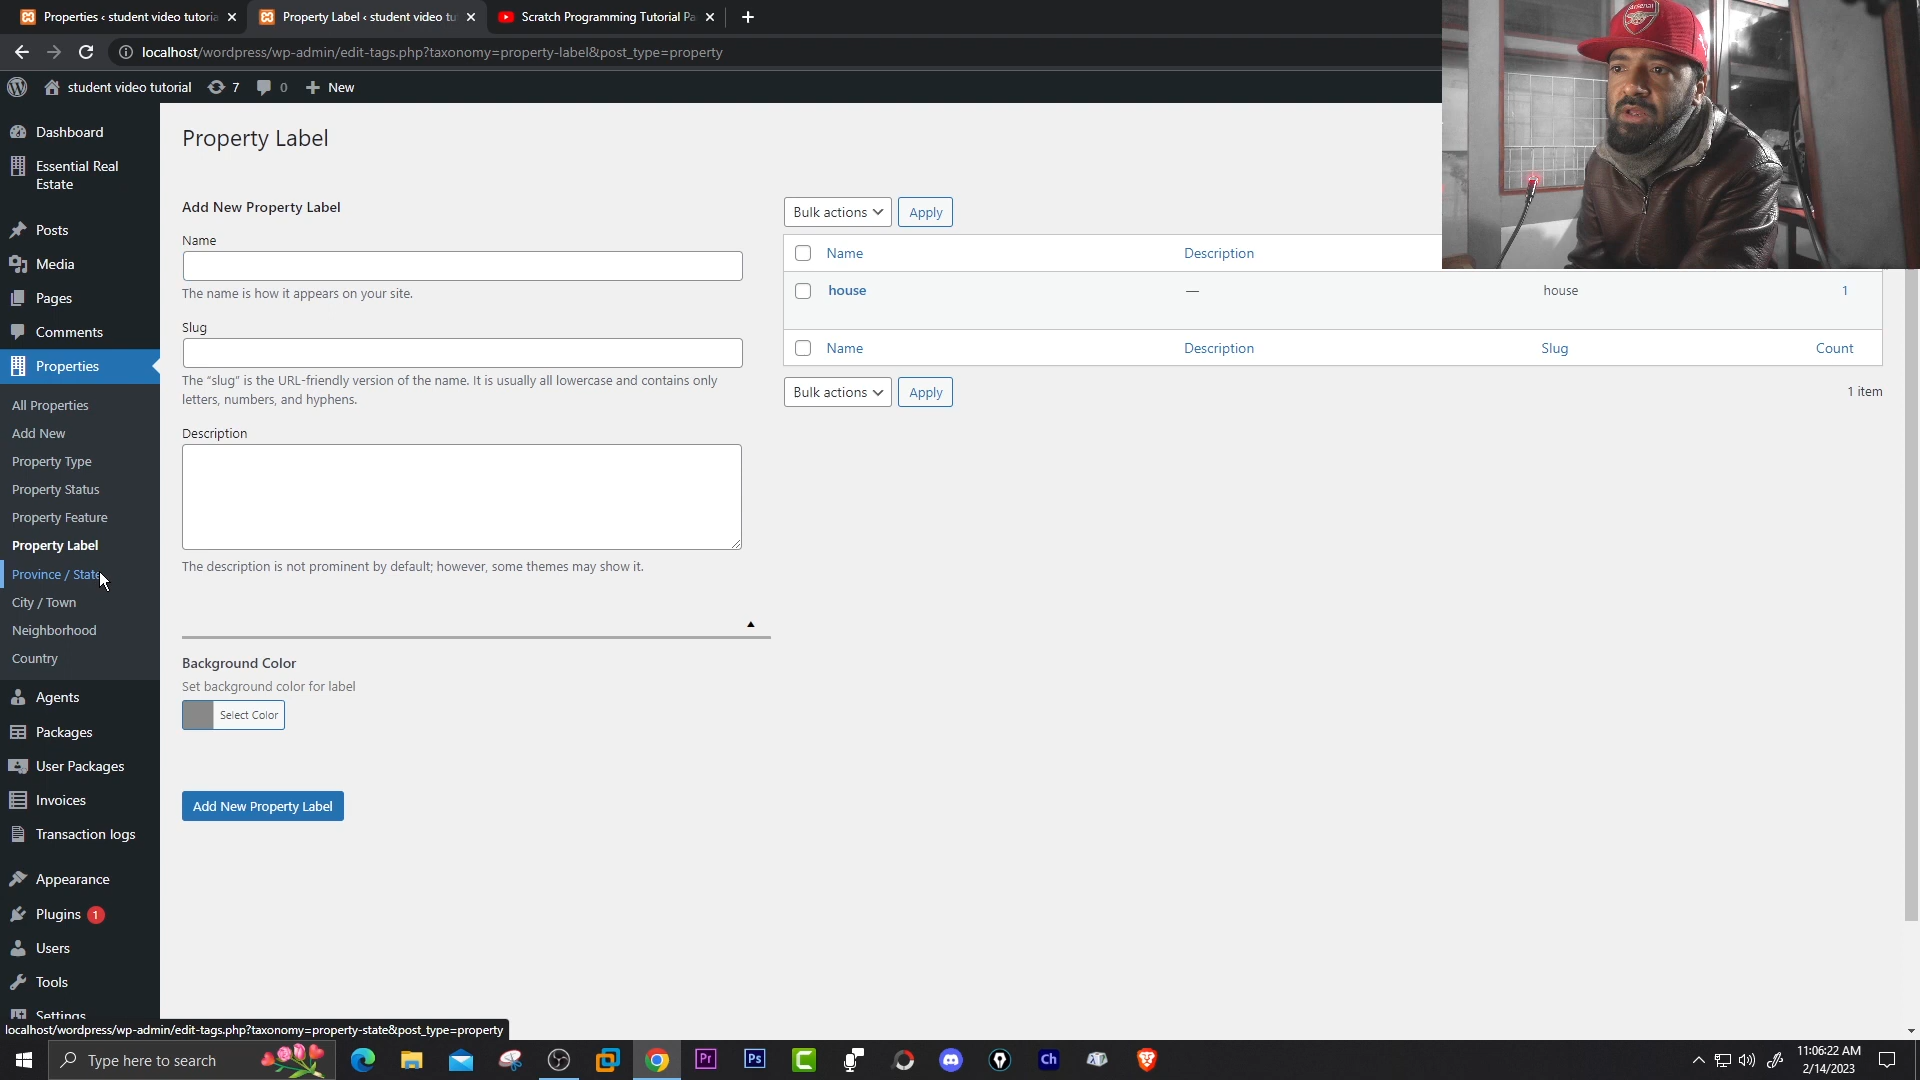 Properties ‹ student video tutoria
Property Label ‹ student video tu
Scratch Programming Tutorial Pa
localhost/wordpress/wp-admin/edit-tags.php?taxonomy=property-label&post_type=property
student video tutorial
7
0
New
Dashboard
Essential Real
Estate
Posts
Media
Pages
Comments
Properties
All Properties
Add New
Property Type
Property Status
Property Feature
Property Label
Province / State
City / Town
Neighborhood
Country
Agents
Packages
User Packages
Invoices
Transaction logs
Appearance
Plugins 1
Users
Tools
Settings
Property Label
Add New Property Label
Name
The name is how it appears on your site.
Slug
The “slug” is the URL-friendly version of the name. It is usually all lowercase and contains only
letters, numbers, and hyphens.
Description
The description is not prominent by default; however, some themes may show it.
Background Color
Set background color for label
Select Color
Add New Property Label
Bulk actions Apply
Name Description
house — house 1
Name Description Slug Count
Bulk actions Apply
1 item
Arsenal
localhost/wordpress/wp-admin/edit-tags.php?taxonomy=property-state&post_type=property
Type here to search
Pr
Ps
Ch
11:06:22 AM
2/14/2023